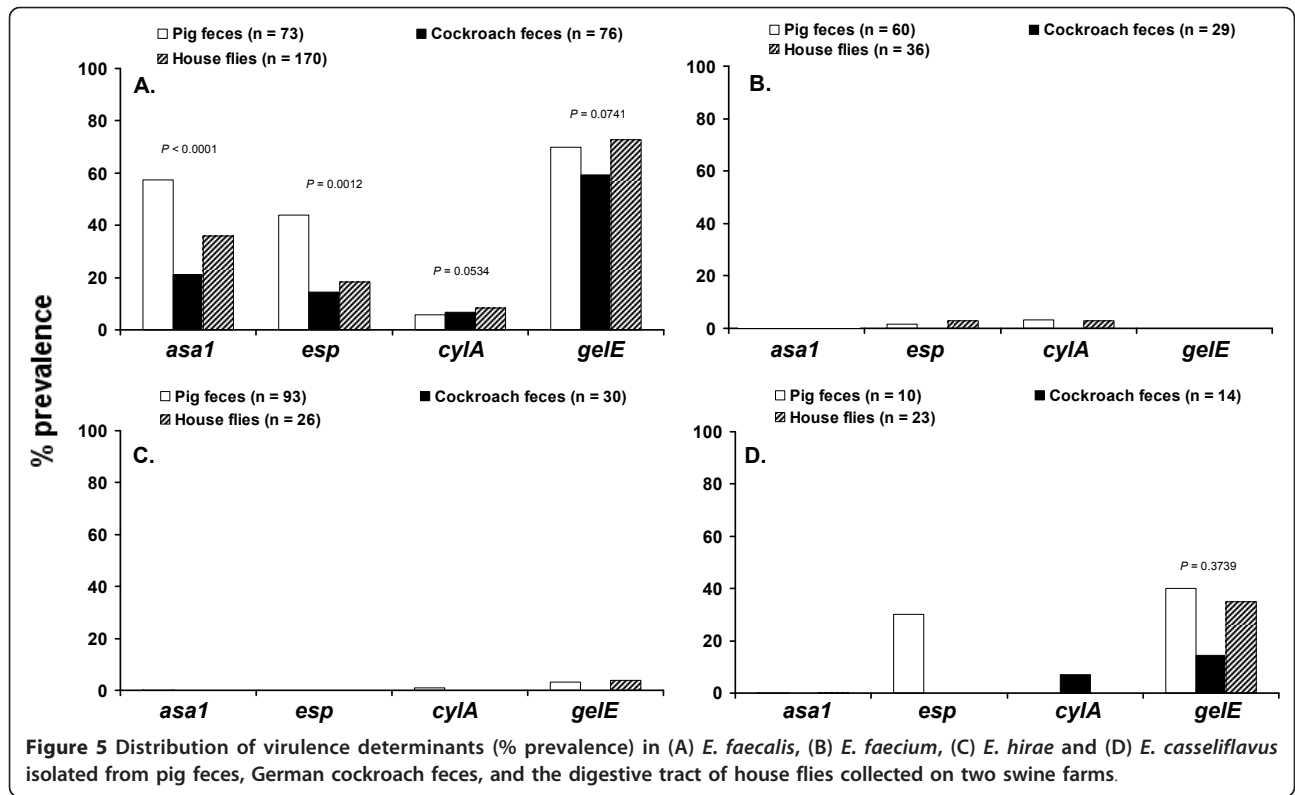 Pig feces (n = 73) Cockroach feces (n = 76)
House flies (n = 170)
A.
100
80
60
40
20
0
P < 0.0001
P = 0.0012
P = 0.0534
P = 0.0741
asa1 esp cylA gelE
Pig feces (n = 60) Cockroach feces (n = 29)
House flies (n = 36)
B.
100
80
60
40
20
0
asa1 esp cylA gelE
% prevalence
Pig feces (n = 93) Cockroach feces (n = 30)
House flies (n = 26)
C.
100
80
60
40
20
0
asa1 esp cylA gelE
Pig feces (n = 10) Cockroach feces (n = 14)
House flies (n = 23)
D.
100
80
60
40
20
0
P = 0.3739
asa1 esp cylA gelE
Figure 5 Distribution of virulence determinants (% prevalence) in (A) E. faecalis, (B) E. faecium, (C) E. hirae and (D) E. casseliflavus
isolated from pig feces, German cockroach feces, and the digestive tract of house flies collected on two swine farms.